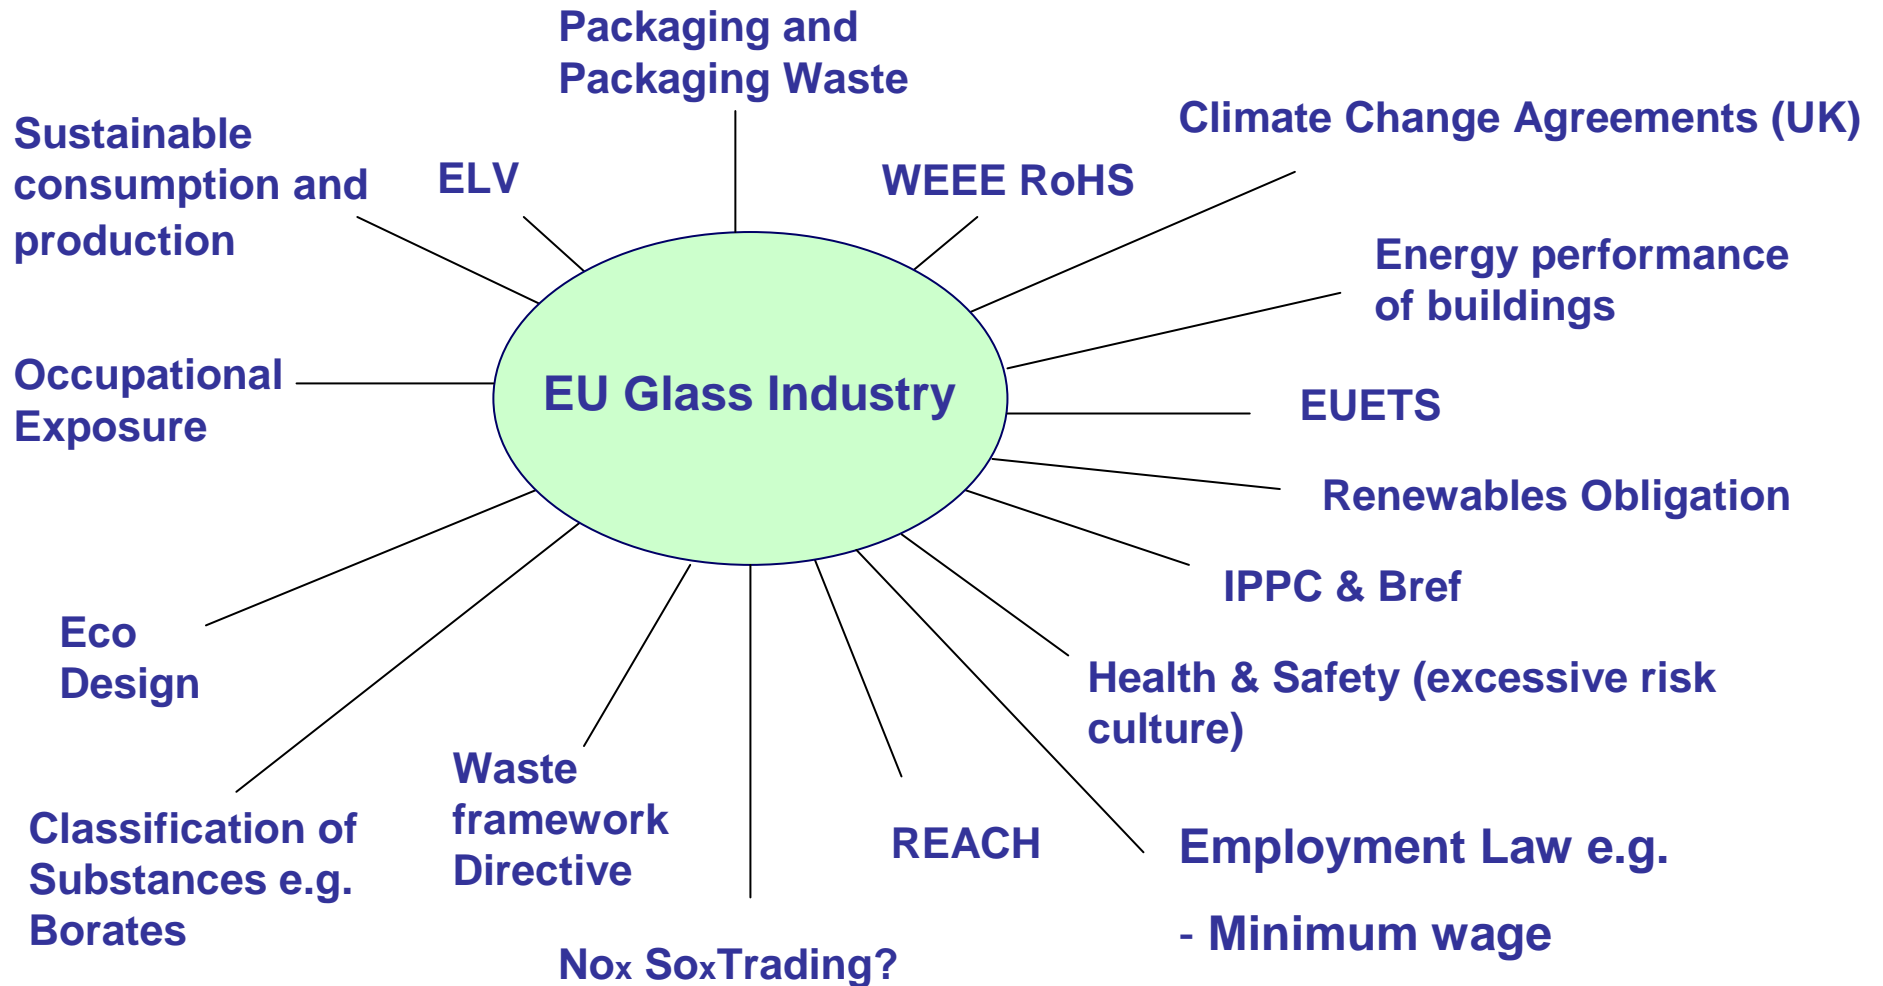 Packaging and
Packaging Waste
Climate Change Agreements (UK)
Sustainable
consumption and
production
ELV
WEEE RoHS
Energy performance
of buildings
Occupational
Exposure
EU Glass Industry
EUETS
Renewables Obligation
IPPC & Bref
Eco
Design
Health & Safety (excessive risk
culture)
Waste
framework
Directive
Classification of
Substances e.g.
Borates
REACH
Employment Law e.g.
- Minimum wage
Nox SoxTrading?